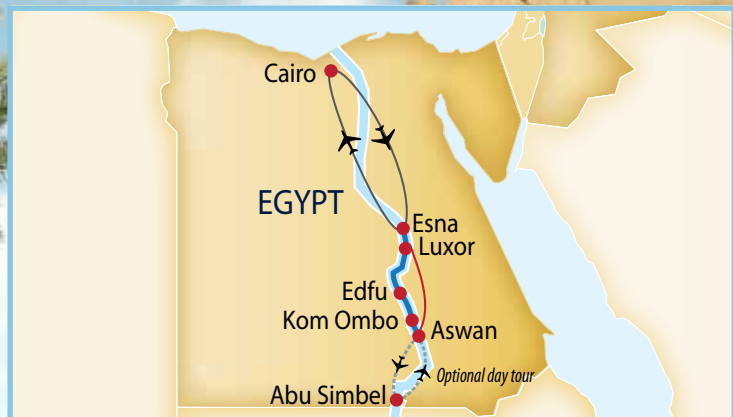 Cairo
EGYPT
Esna
Luxor
Edfu
Kom Ombo
Aswan
Optional day tour
Abu Simbel